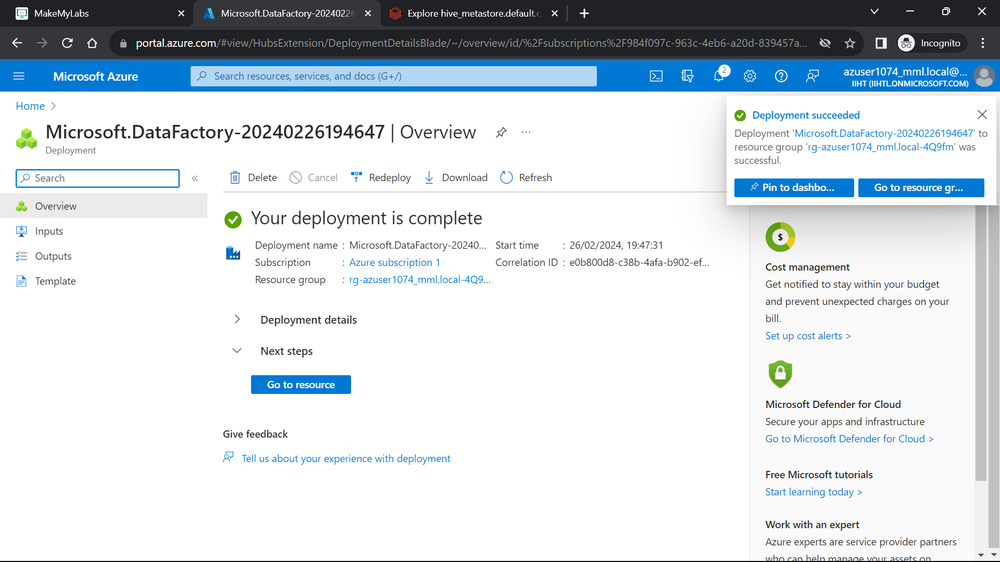 MakeMyLabs
Microsoft.DataFactory-20240226
Explore hive_metastore.default.c
portal.azure.com/#view/HubsExtension/DeploymentDetailsBlade/~/overview/id/%2Fsubscriptions%2F984f097c-963c-4eb6-a20d-839457a...
Incognito
Microsoft Azure
Search resources, services, and docs (G+/)
2
azuser1074_mml.local@...
IIHT (IIHTL.ONMICROSOFT.COM)
Home
Microsoft.DataFactory-20240226194647 | Overview
...
Deployment
Deployment succeeded
Deployment 'Microsoft.DataFactory-20240226194647' to
resource group 'rg-azuser1074_mml.local-4Q9fm' was
successful.
Pin to dashbo...
Go to resource gr...
Search
«
Delete
Cancel
Redeploy
Download
Refresh
Overview
Inputs
Outputs
Template
Your deployment is complete
Deployment name : Microsoft.DataFactory-20240...
Subscription : Azure subscription 1
Resource group : rg-azuser1074_mml.local-4Q9...
Start time : 26/02/2024, 19:47:31
Correlation ID : e0b800d8-c38b-4afa-b902-ef...
Deployment details
Next steps
Go to resource
Give feedback
Tell us about your experience with deployment
$
Cost management
Get notified to stay within your budget
and prevent unexpected charges on your
bill.
Set up cost alerts >
Microsoft Defender for Cloud
Secure your apps and infrastructure
Go to Microsoft Defender for Cloud >
Free Microsoft tutorials
Start learning today >
Work with an expert
Azure experts are service provider partners
who can help manage your assets on